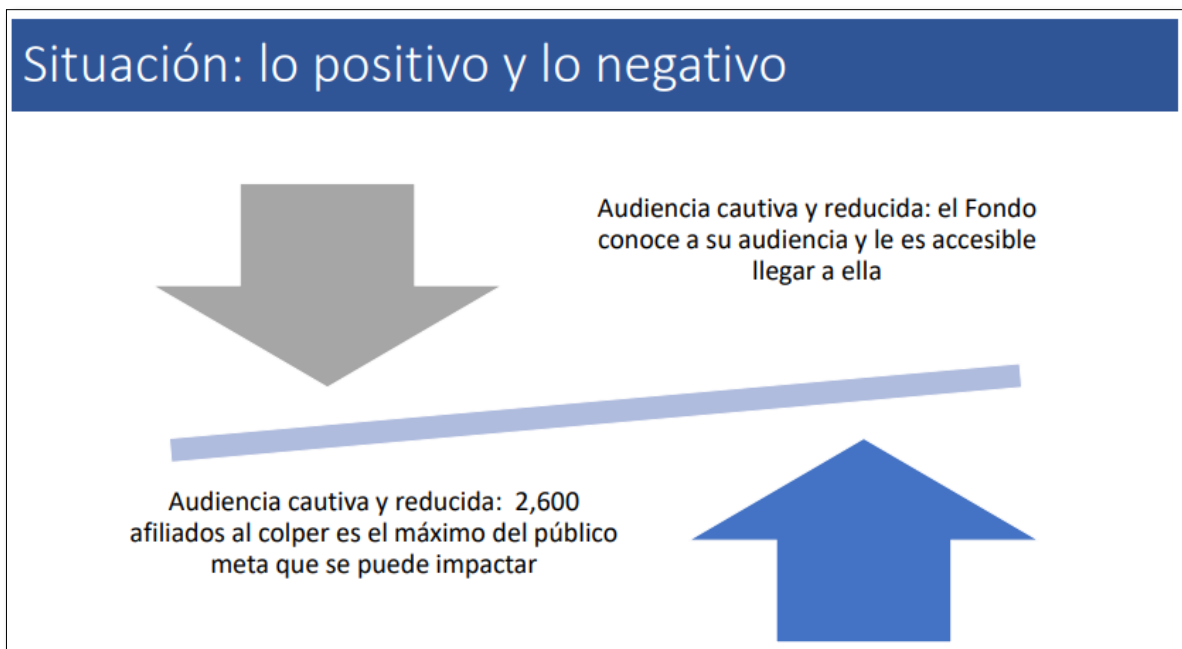 Situación: lo positivo y lo negativo
Audiencia cautiva y reducida: el Fondo
conoce a su audiencia y le es accesible
llegar a ella
Audiencia cautiva y reducida:  2,600
afiliados al colper es el máximo del público
meta que se puede impactar